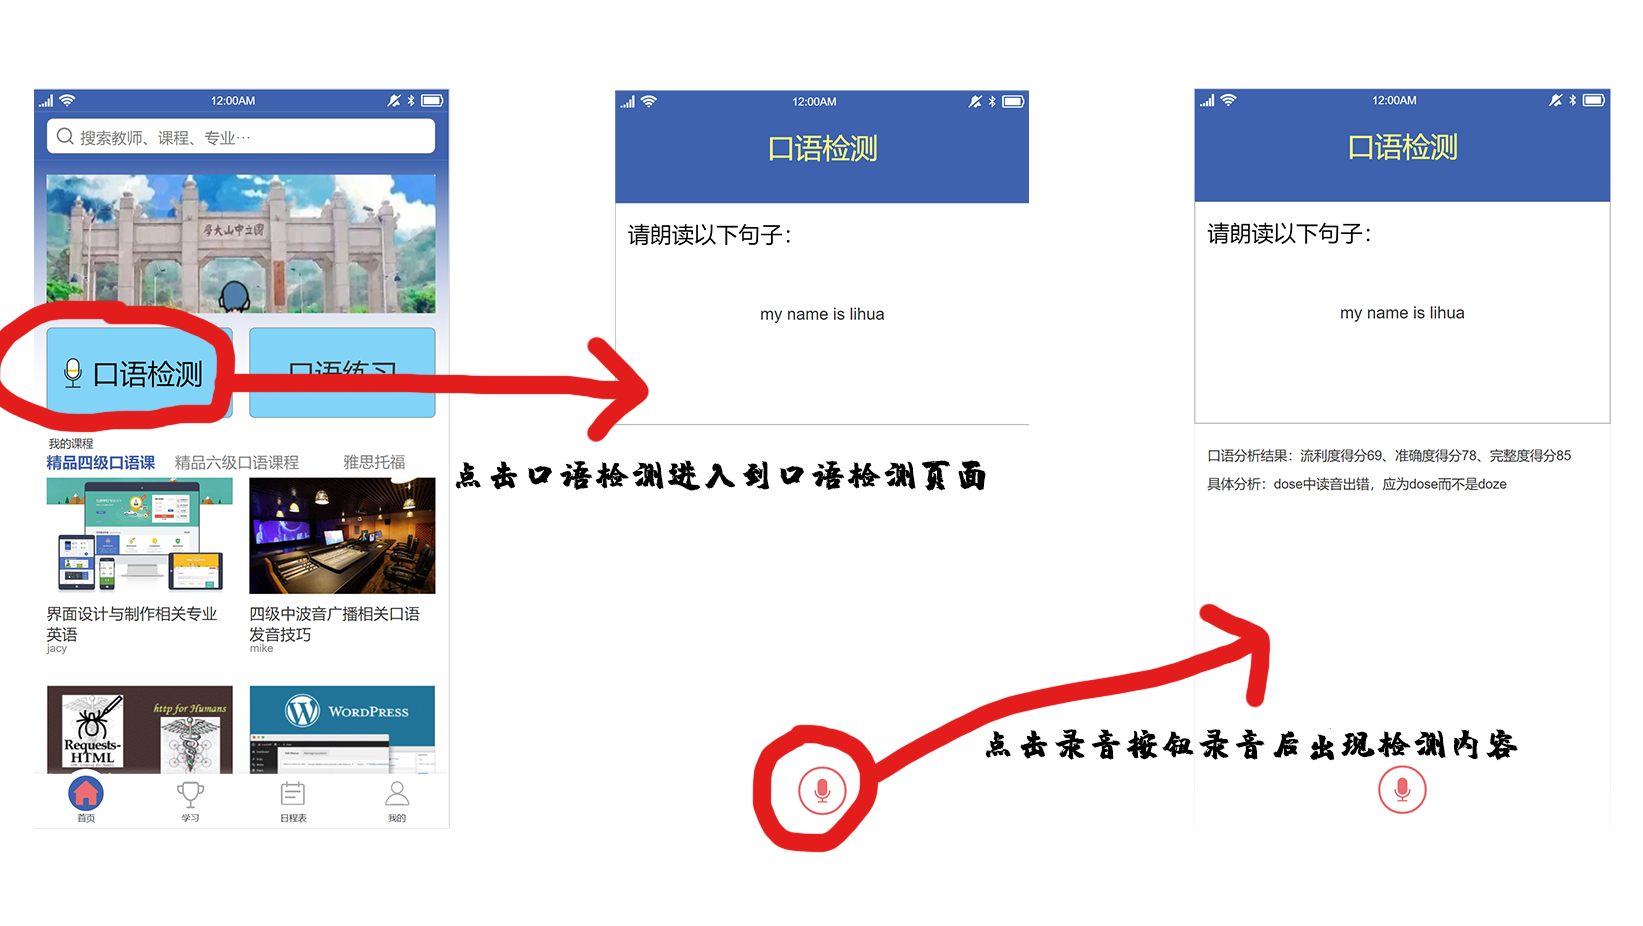 12:00AM
搜索教师、课程、专业…
学大山中立国
口语检测
口语练习
我的课程
精品四级口语课
精品六级口语课程
雅思托福
界面设计与制作相关专业
英语
jacy
四级中波音广播相关口语
发音技巧
mike
Requests-
HTML
http for Humans
WORDPRESS
首页
学习
日程表
我的
点击口语检测进入到口语检测页面
12:00AM
口语检测
请朗读以下句子：
my name is lihua
点击录音按钮录音后出现检测内容
12:00AM
口语检测
请朗读以下句子：
my name is lihua
口语分析结果：流利度得分69、准确度得分78、完整度得分85
具体分析：dose中读音出错，应为dose而不是doze